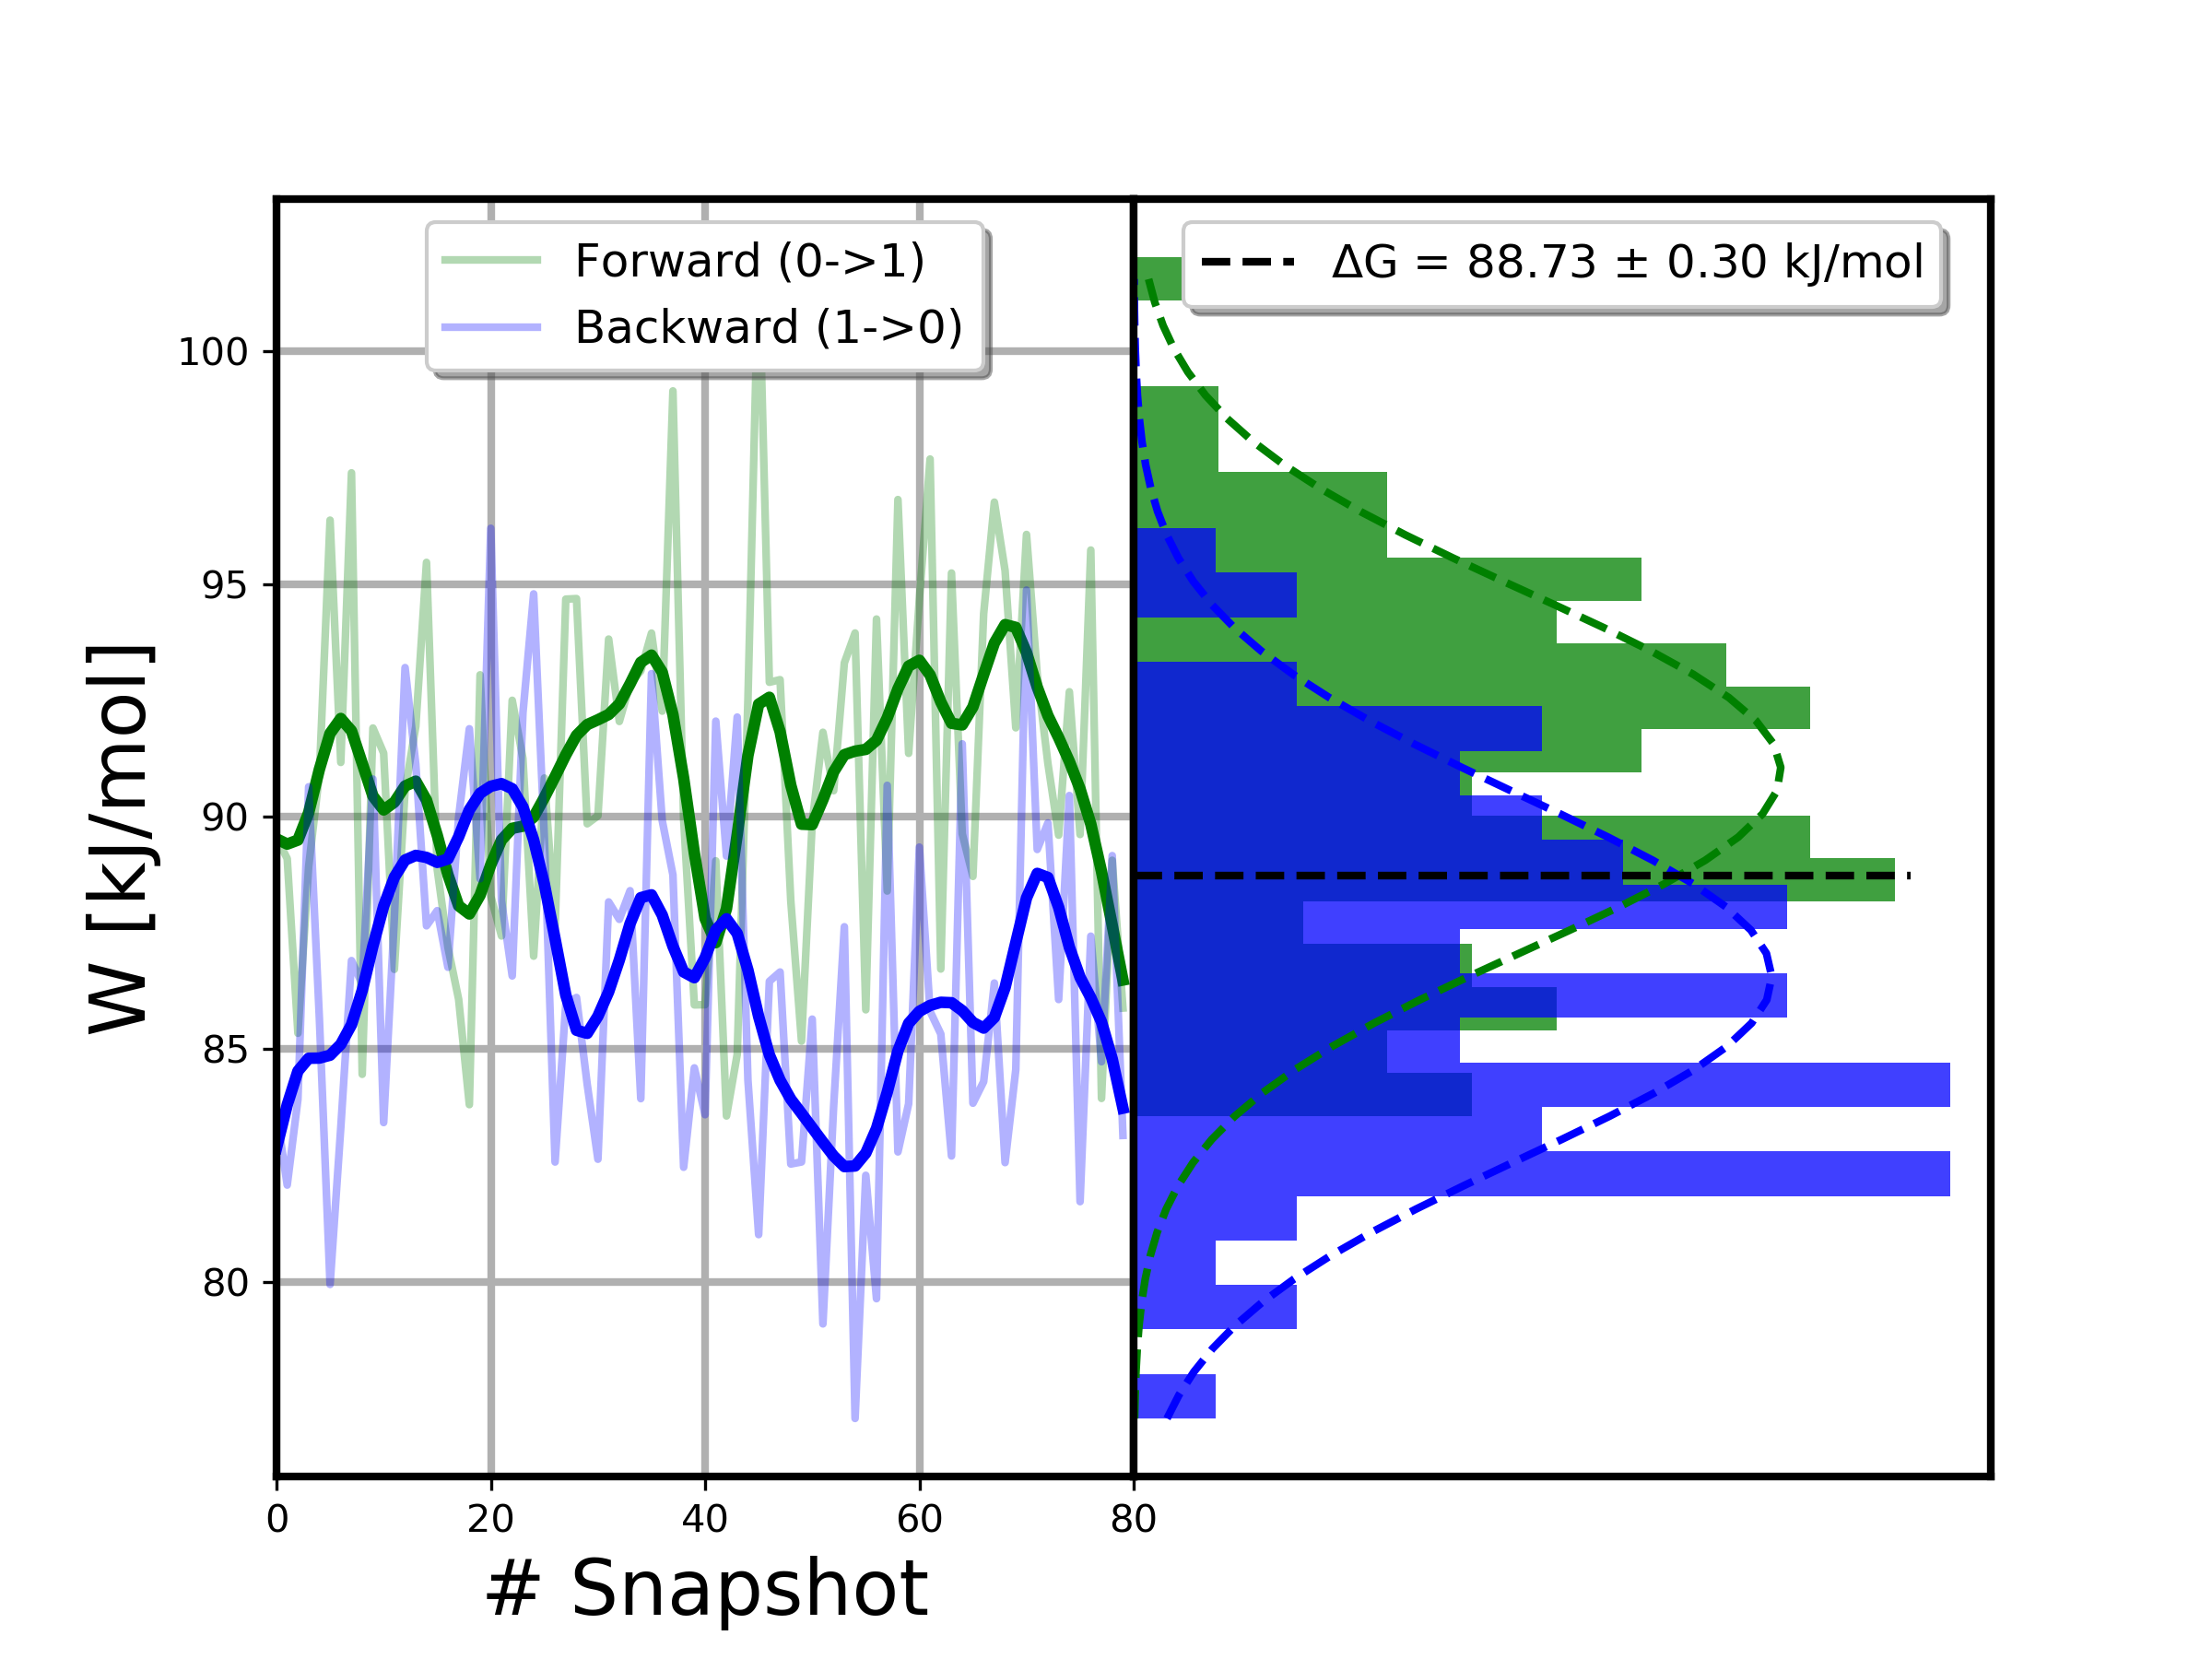 Forward (0->1)
Backward (1->0)
ΔG = 88.73 ± 0.30 kJ/mol
W [kJ/mol]
100
95
90
85
80
0 20 40 60 80
# Snapshot